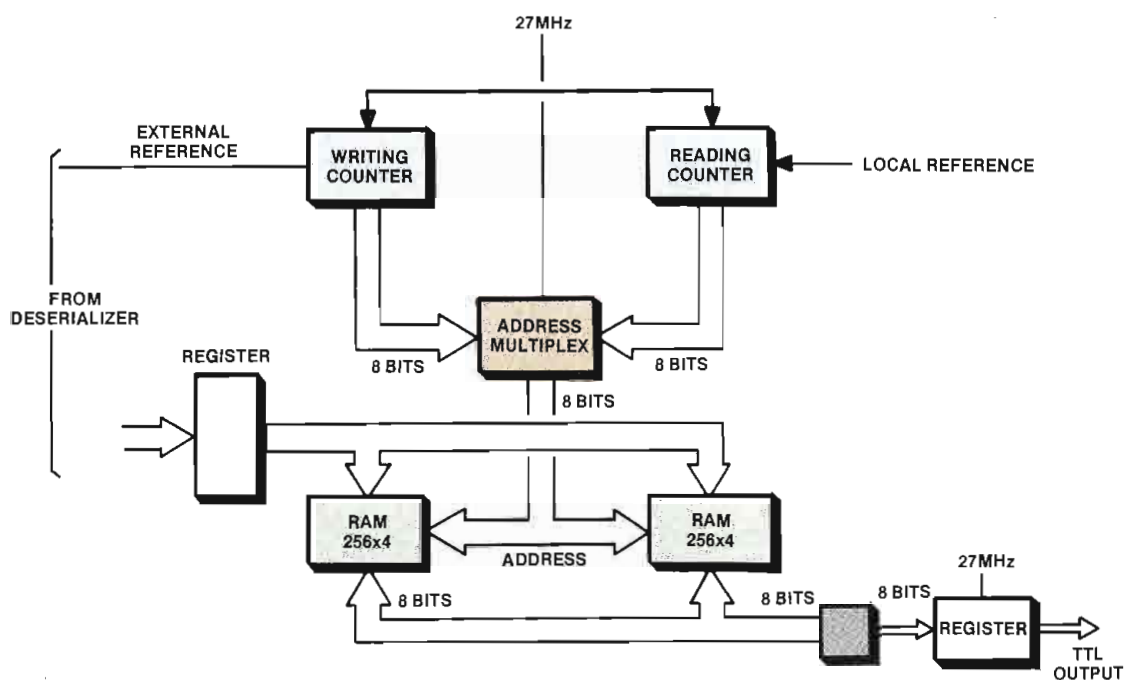 27MHz
EXTERNAL
REFERENCE
WRITING
COUNTER
READING
COUNTER
LOCAL REFERENCE
FROM
DESERIALIZER
ADDRESS
MULTIPLEX
8 BITS
8 BITS
REGISTER
8 BITS
RAM
256x4
RAM
256x4
ADDRESS
27MHz
8 BITS
8 BITS
8 BITS
REGISTER
TTL
OUTPUT